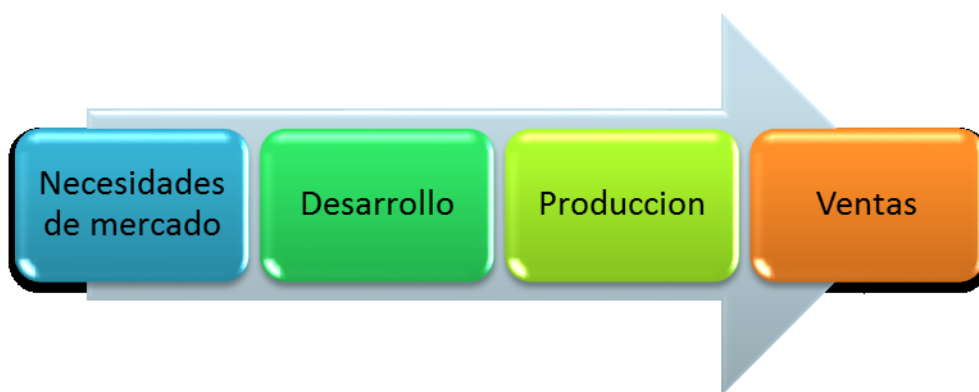 Necesidades
de mercado
Desarrollo
Produccion
Ventas